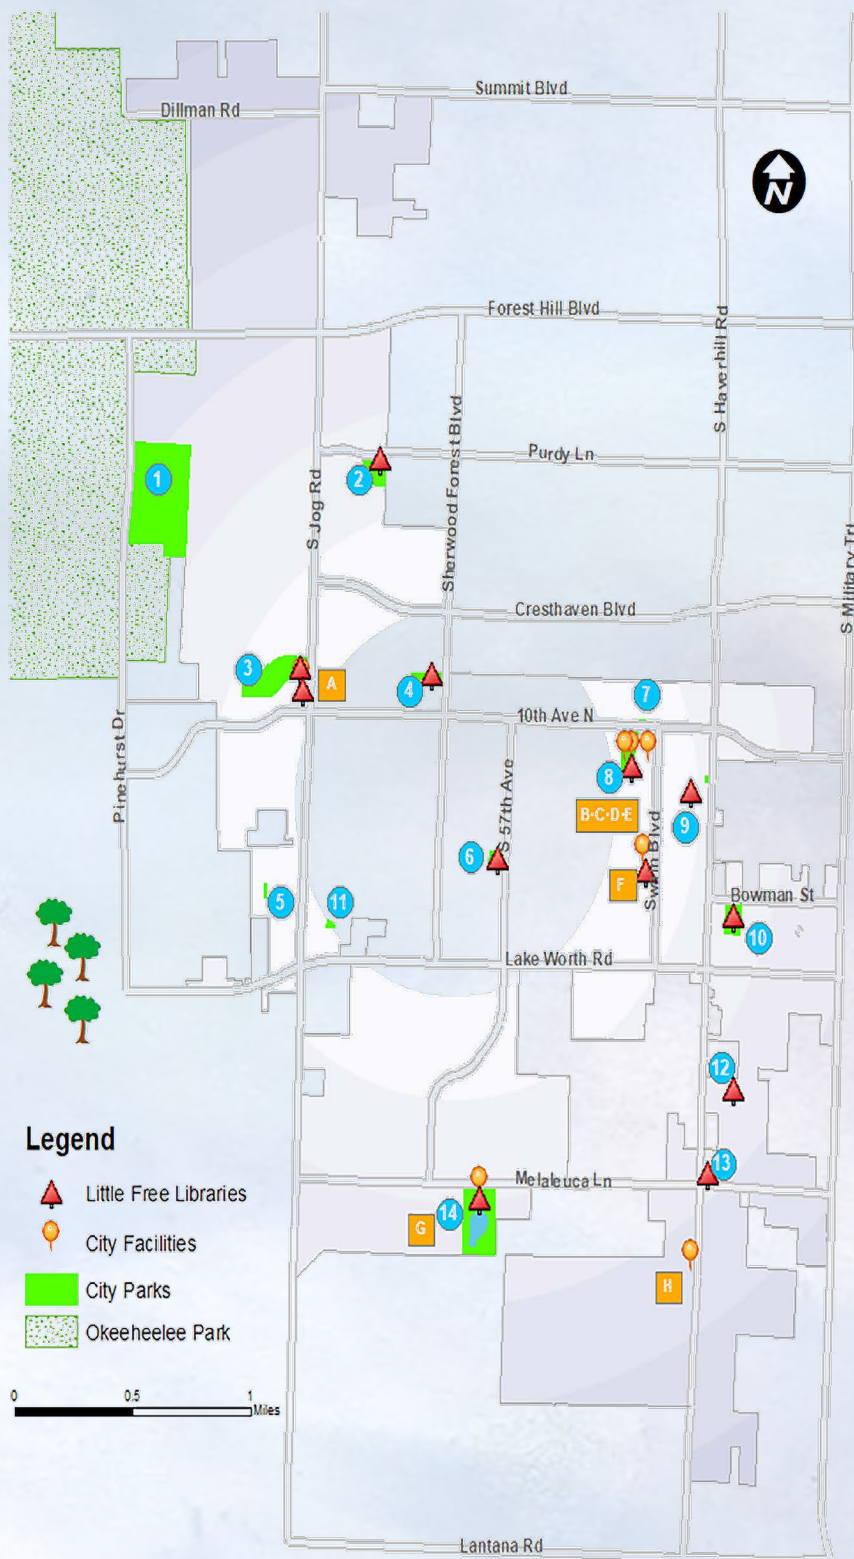 Summit Blvd
Dillman Rd
N
Forest Hill Blvd
S Haverhill Rd
Sherwood Forest Blvd
Purdy Ln
S Jog Rd
1
2
S Military Trl
Cresthaven Blvd
3
A
4
7
10th Ave N
Pinehurst Dr
S 57th Ave
8
B·C·D·E
9
Swain Blvd
6
F
5
11
Bowman St
10
Lake Worth Rd
12
13
Melaleuca Ln
14
G
H
Legend
Little Free Libraries
City Facilities
City Parks
Okeeheelee Park
0 0.5 1
Miles
Lantana Rd